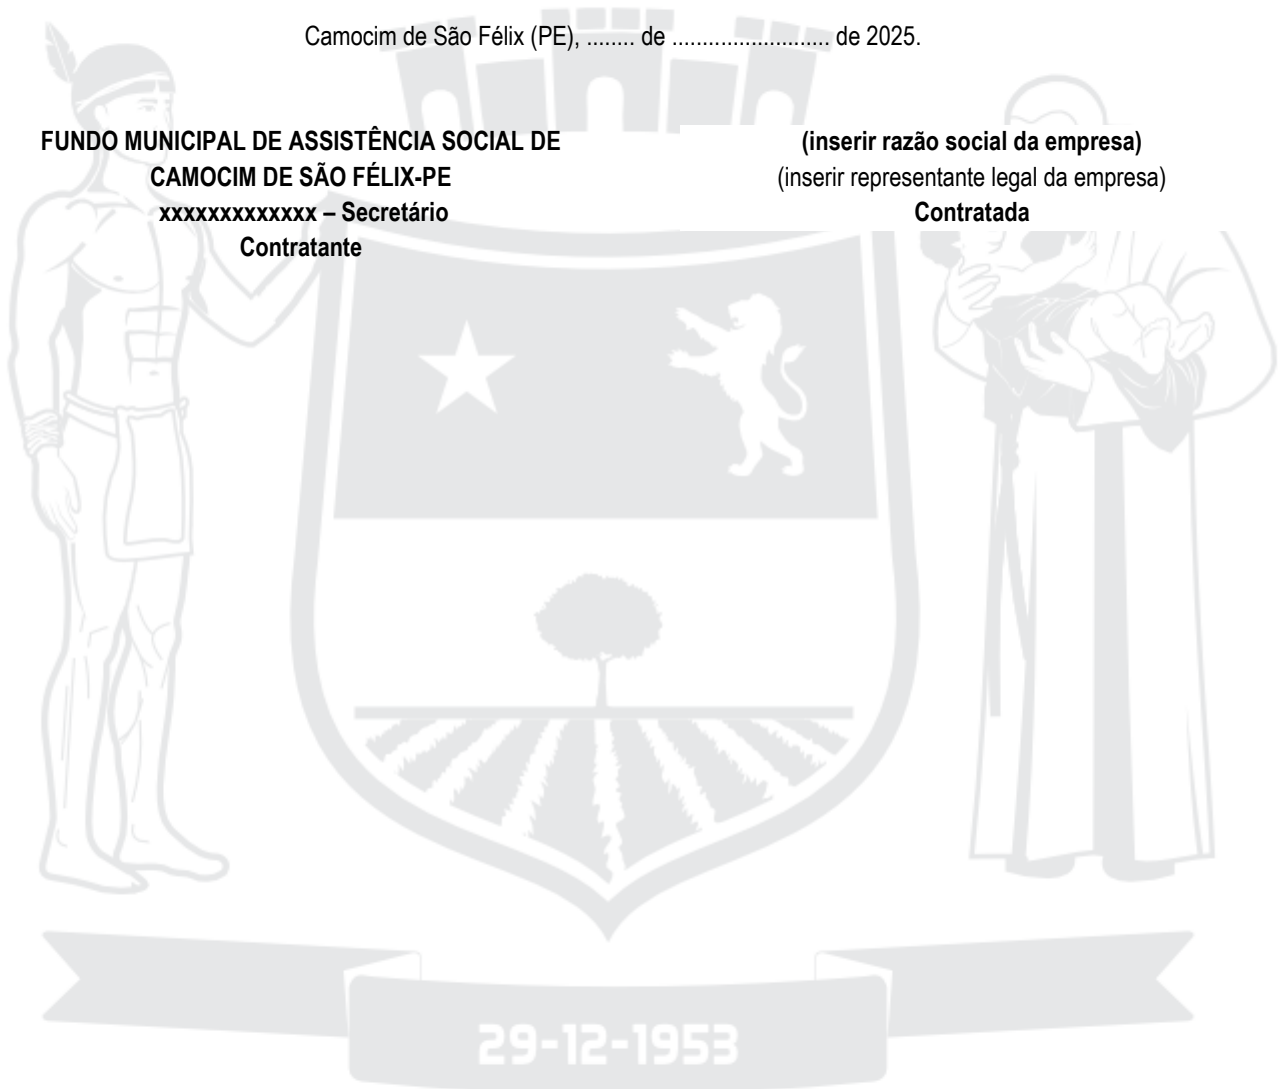 Camocim de São Félix (PE), ........ de .......................... de 2025.
FUNDO MUNICIPAL DE ASSISTÊNCIA SOCIAL DE
CAMOCIM DE SÃO FÉLIX-PE
xxxxxxxxxxxxx – Secretário
Contratante
(inserir razão social da empresa)
(inserir representante legal da empresa)
Contratada
29-12-1953